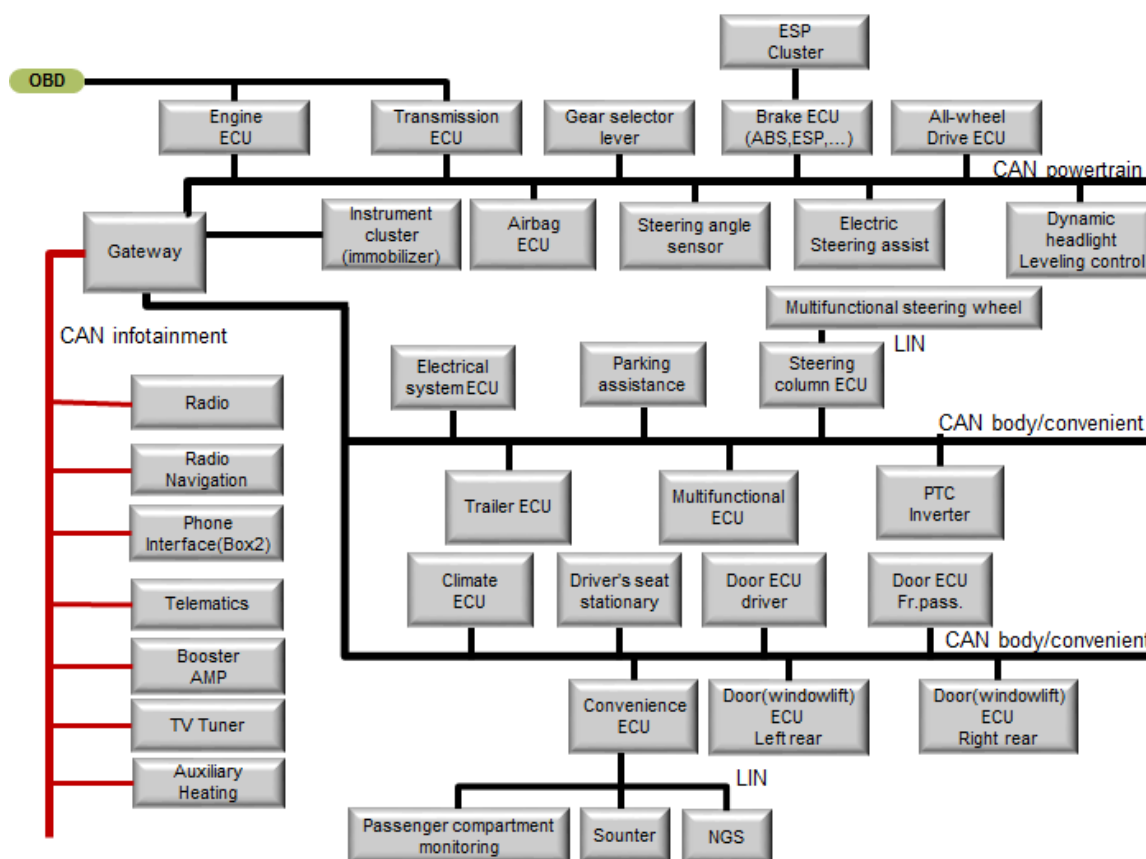 ESP
Cluster
OBD
Engine
ECU
Transmission
ECU
Gear selector
lever
Brake ECU
(ABS,ESP,...)
All-wheel
Drive ECU
CAN powertrain
Gateway
Instrument
cluster
(immobilizer)
Airbag
ECU
Steering angle
sensor
Electric
Steering assist
Dynamic
headlight
Leveling control
CAN infotainment
Multifunctional steering wheel
LIN
Electrical
system ECU
Parking
assistance
Steering
column ECU
CAN body/convenient
Radio
Radio
Navigation
Phone
Interface(Box2)
Telematics
Booster
AMP
TV Tuner
Auxiliary
Heating
Trailer ECU
Multifunctional
ECU
PTC
Inverter
Climate
ECU
Driver's seat
stationary
Door ECU
driver
Door ECU
Fr.pass.
CAN body/convenient
Convenience
ECU
Door(windowlift)
ECU
Left rear
Door(windowlift)
ECU
Right rear
LIN
Passenger compartment
monitoring
Sounter
NGS